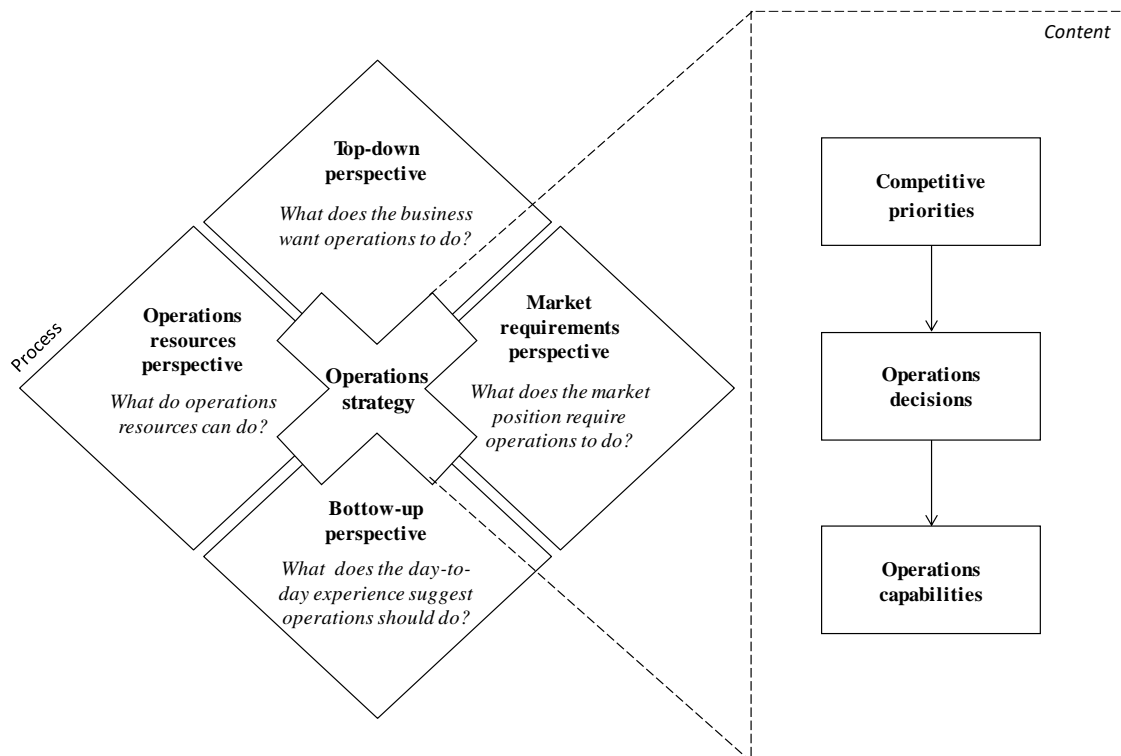 Content
Top-down
perspective
What does the business
want operations to do?
Process
Operations
resources
perspective
What do operations
resources can do?
Operations
strategy
Market
requirements
perspective
What does the market
position require
operations to do?
Bottow-up
perspective
What does the day-to-
day experience suggest
operations should do?
Competitive
priorities
Operations
decisions
Operations
capabilities